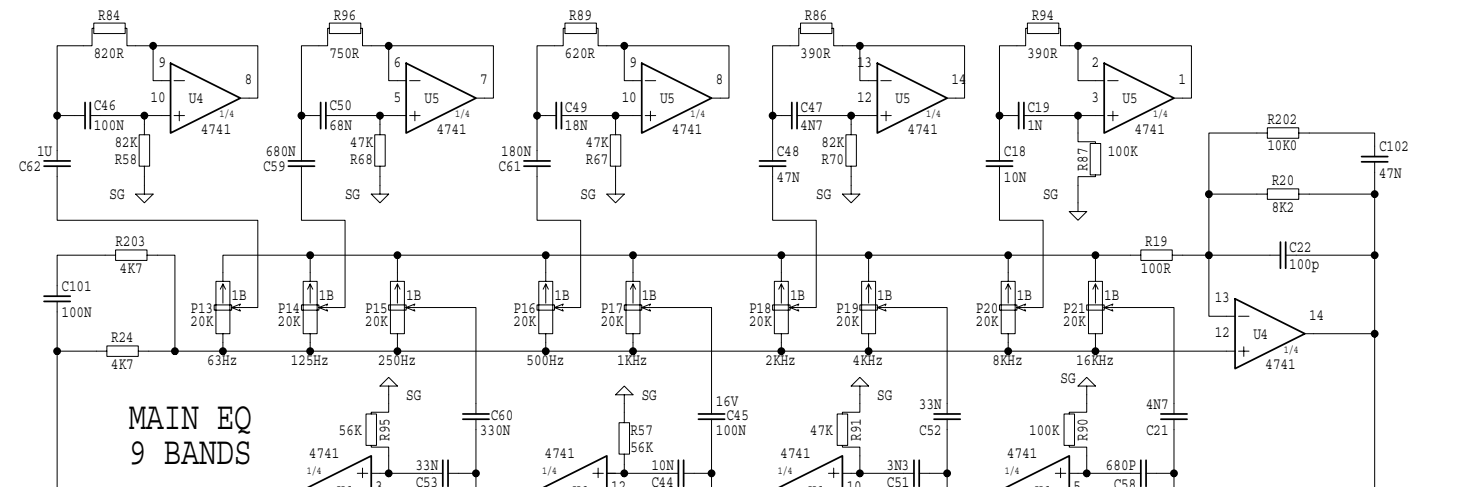 R84
R96
R89
R86
R94
820R
750R
620R
390R
390R
9
8
6
7
9
8
13
14
2
1
U4
U5
U5
U5
10
C46
100N
5
C50
68N
10
C49
18N
12
C47
4N7
3
C19
1N
1/4
4741
1/4
4741
1/4
4741
1/4
4741
1/4
4741
R202
10K0
1U
C62
82K
R58
680N
C59
47K
R68
180N
C61
47K
R67
C48
47N
82K
R70
C18
10N
R87
100K
C102
47N
SG
SG
SG
SG
SG
R20
8K2
R203
4K7
R19
100R
C22
100p
C101
100N
P13
20K
1B
P14
20K
1B
P15
20K
1B
P16
20K
1B
P17
20K
1B
P18
20K
1B
P19
20K
1B
P20
20K
1B
P21
20K
1B
13
12
14
U4
1/4
4741
R24
4K7
63Hz
125Hz
250Hz
500Hz
1KHz
2KHz
4KHz
8KHz
16KHz
SG
SG
SG
SG
MAIN EQ
9 BANDS
56K
R95
C60
330N
R57
56K
16V
C45
100N
47K
R91
33N
C52
100K
R90
4N7
C21
4741
1/4
33N
C53
3
4741
1/4
10N
C44
12
4741
1/4
3N3
C51
10
4741
1/4
680P
C58
5